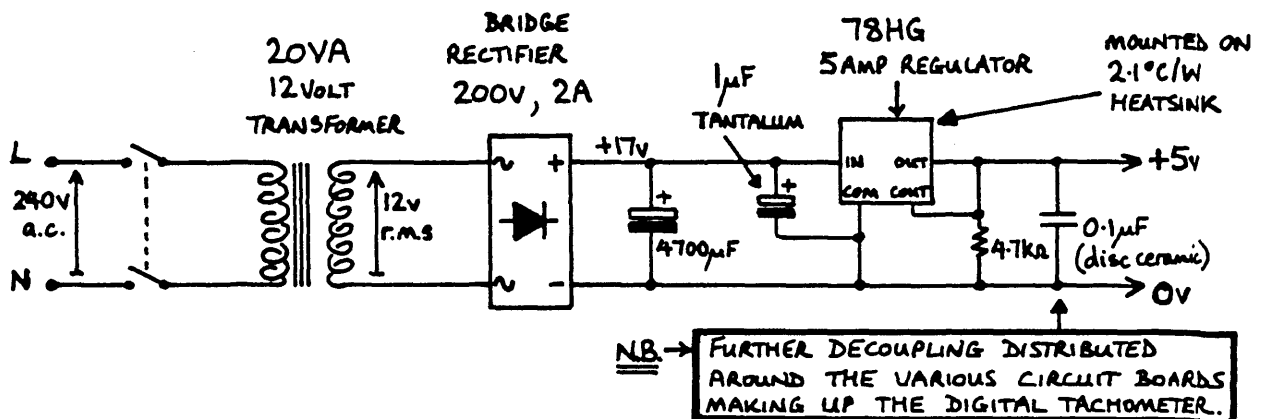 20VA
12 VOLT
TRANSFORMER
BRIDGE
RECTIFIER
200V, 2A
1µF
TANTALUM
78HG
5 AMP REGULATOR
MOUNTED ON
2.1°C/W
HEATSINK
L
240V
a.c.
N
12V
r.m.s
~
+
~
-
+17V
+
4700µF
+
IN
OUT
COM
COUT
4.7kΩ
0.1µF
(disc ceramic)
+5V
0V
N.B.
FURTHER DECOUPLING DISTRIBUTED
AROUND THE VARIOUS CIRCUIT BOARDS
MAKING UP THE DIGITAL TACHOMETER.